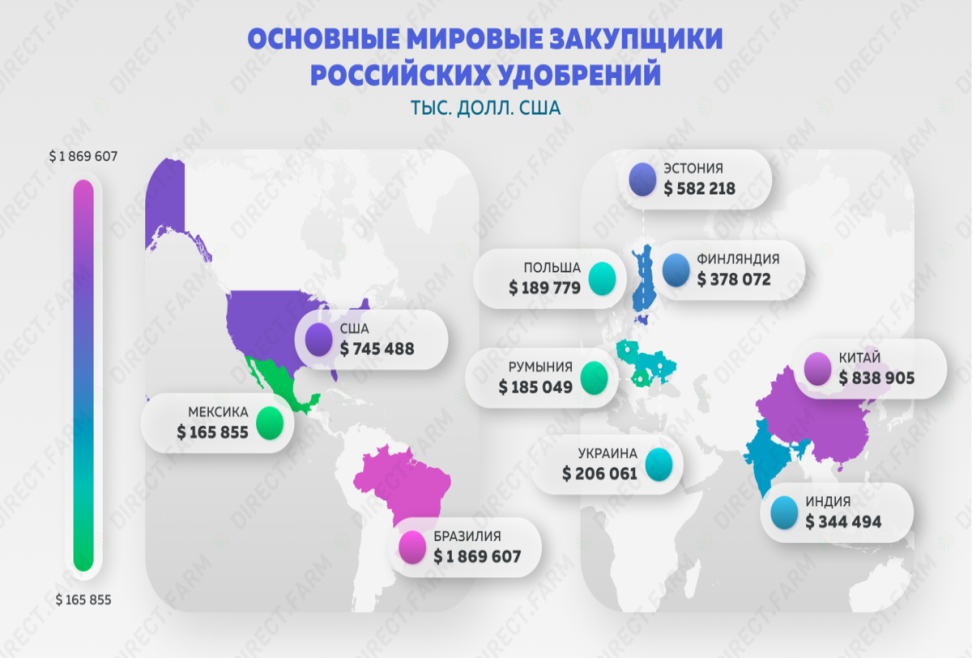 ОСНОВНЫЕ МИРОВЫЕ ЗАКУПЩИКИ
РОССИЙСКИХ УДОБРЕНИЙ
ТЫС. ДОЛЛ. США
$ 1 869 607
$ 165 855
ЭСТОНИЯ
$ 582 218
ПОЛЬША
$ 189 779
ФИНЛЯНДИЯ
$ 378 072
США
$ 745 488
РУМЫНИЯ
$ 185 049
КИТАЙ
$ 838 905
МЕКСИКА
$ 165 855
УКРАИНА
$ 206 061
ИНДИЯ
$ 344 494
БРАЗИЛИЯ
$ 1 869 607
DIRECT.FARM